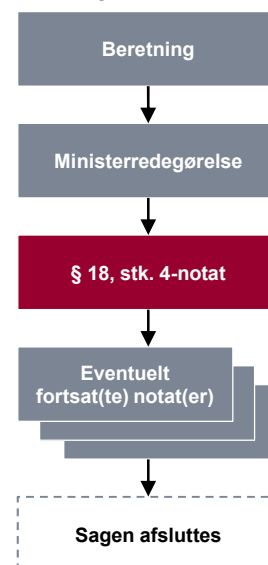 Beretning
Ministerredegørelse
§ 18, stk. 4-notat
Eventuelt
fortsat(te) notat(er)
Sagen afsluttes